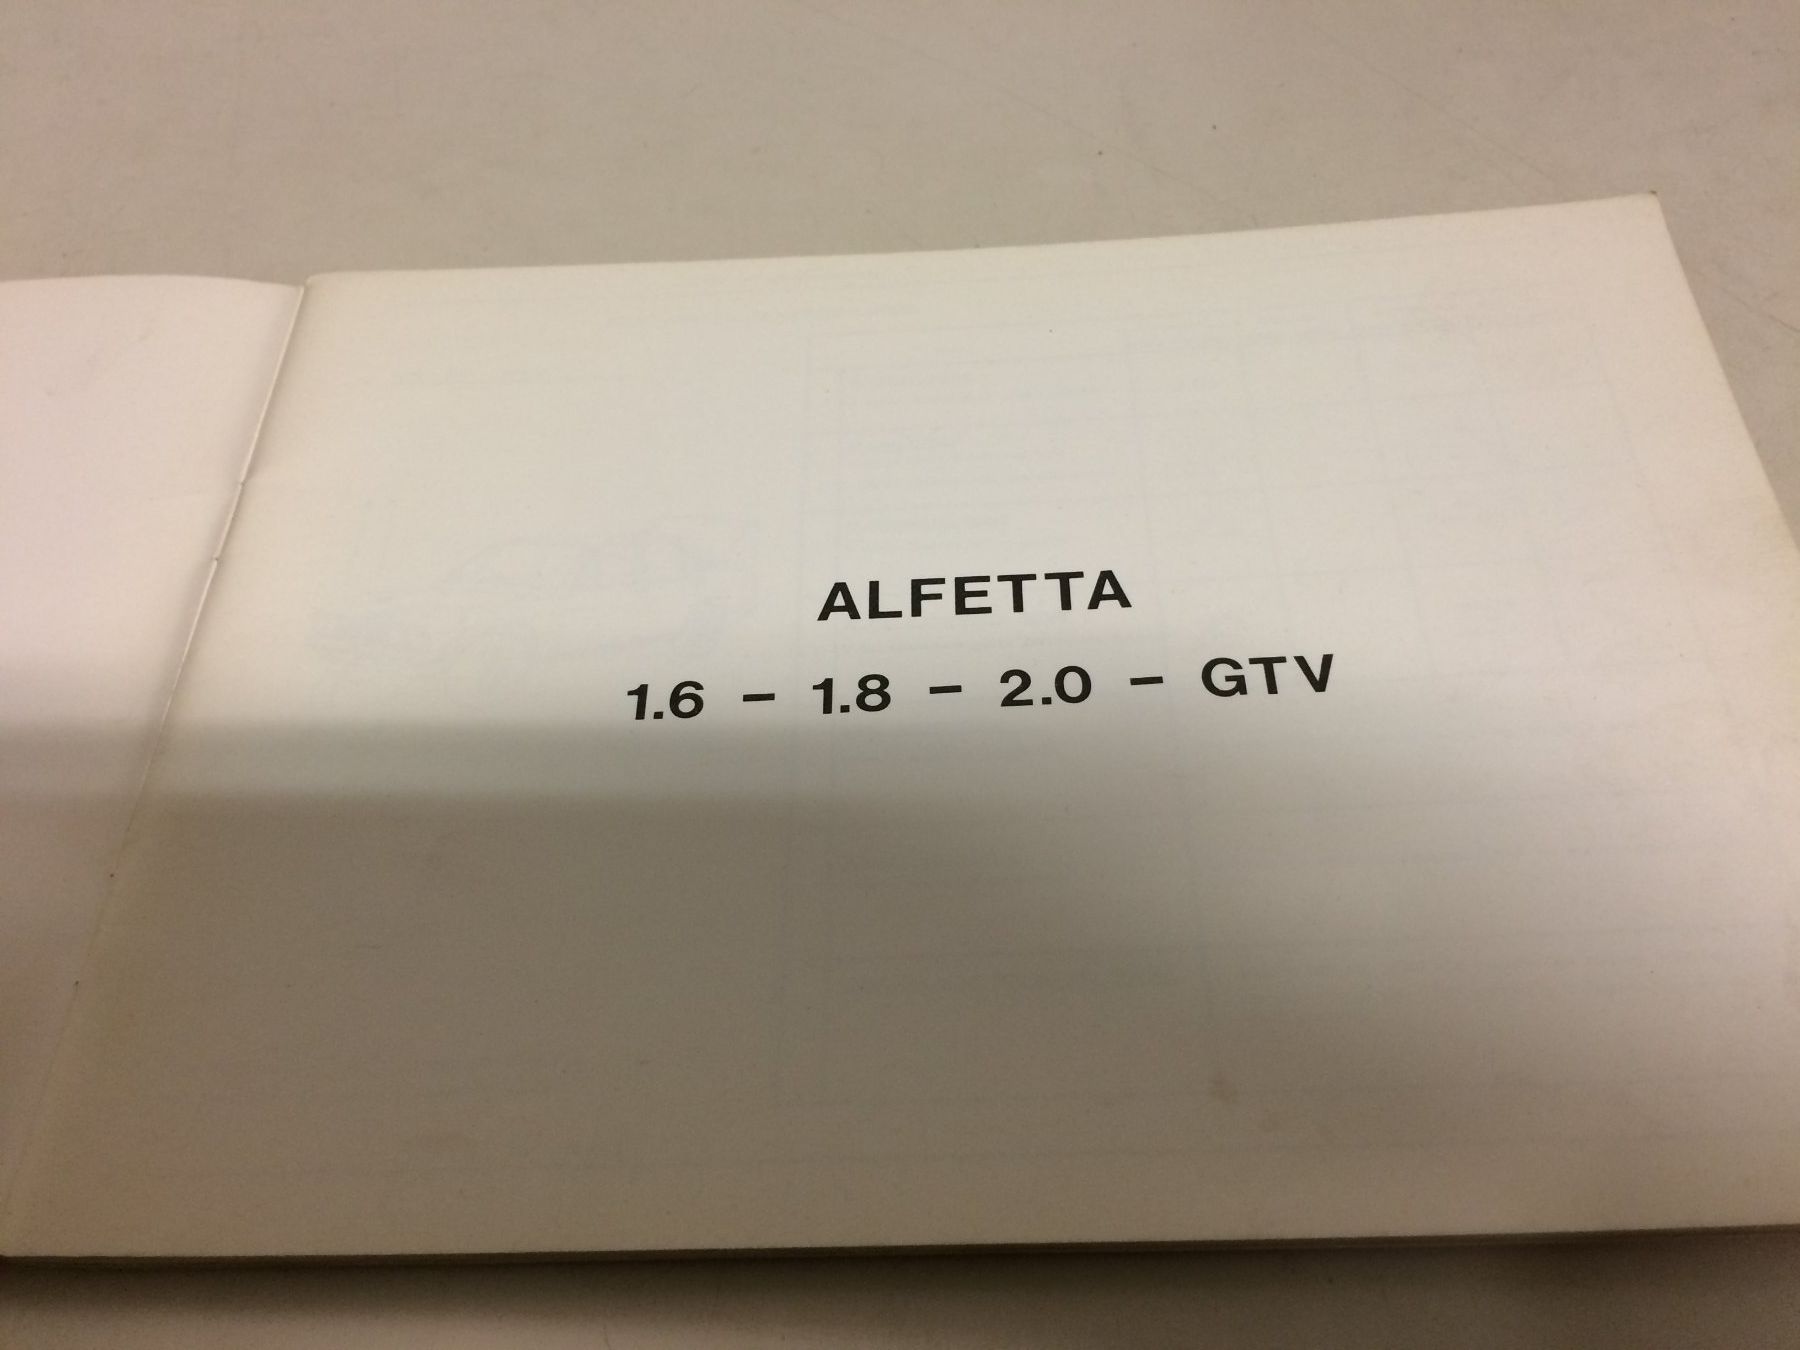 ALFETTA
1.6 – 1.8 – 2.0 – GTV